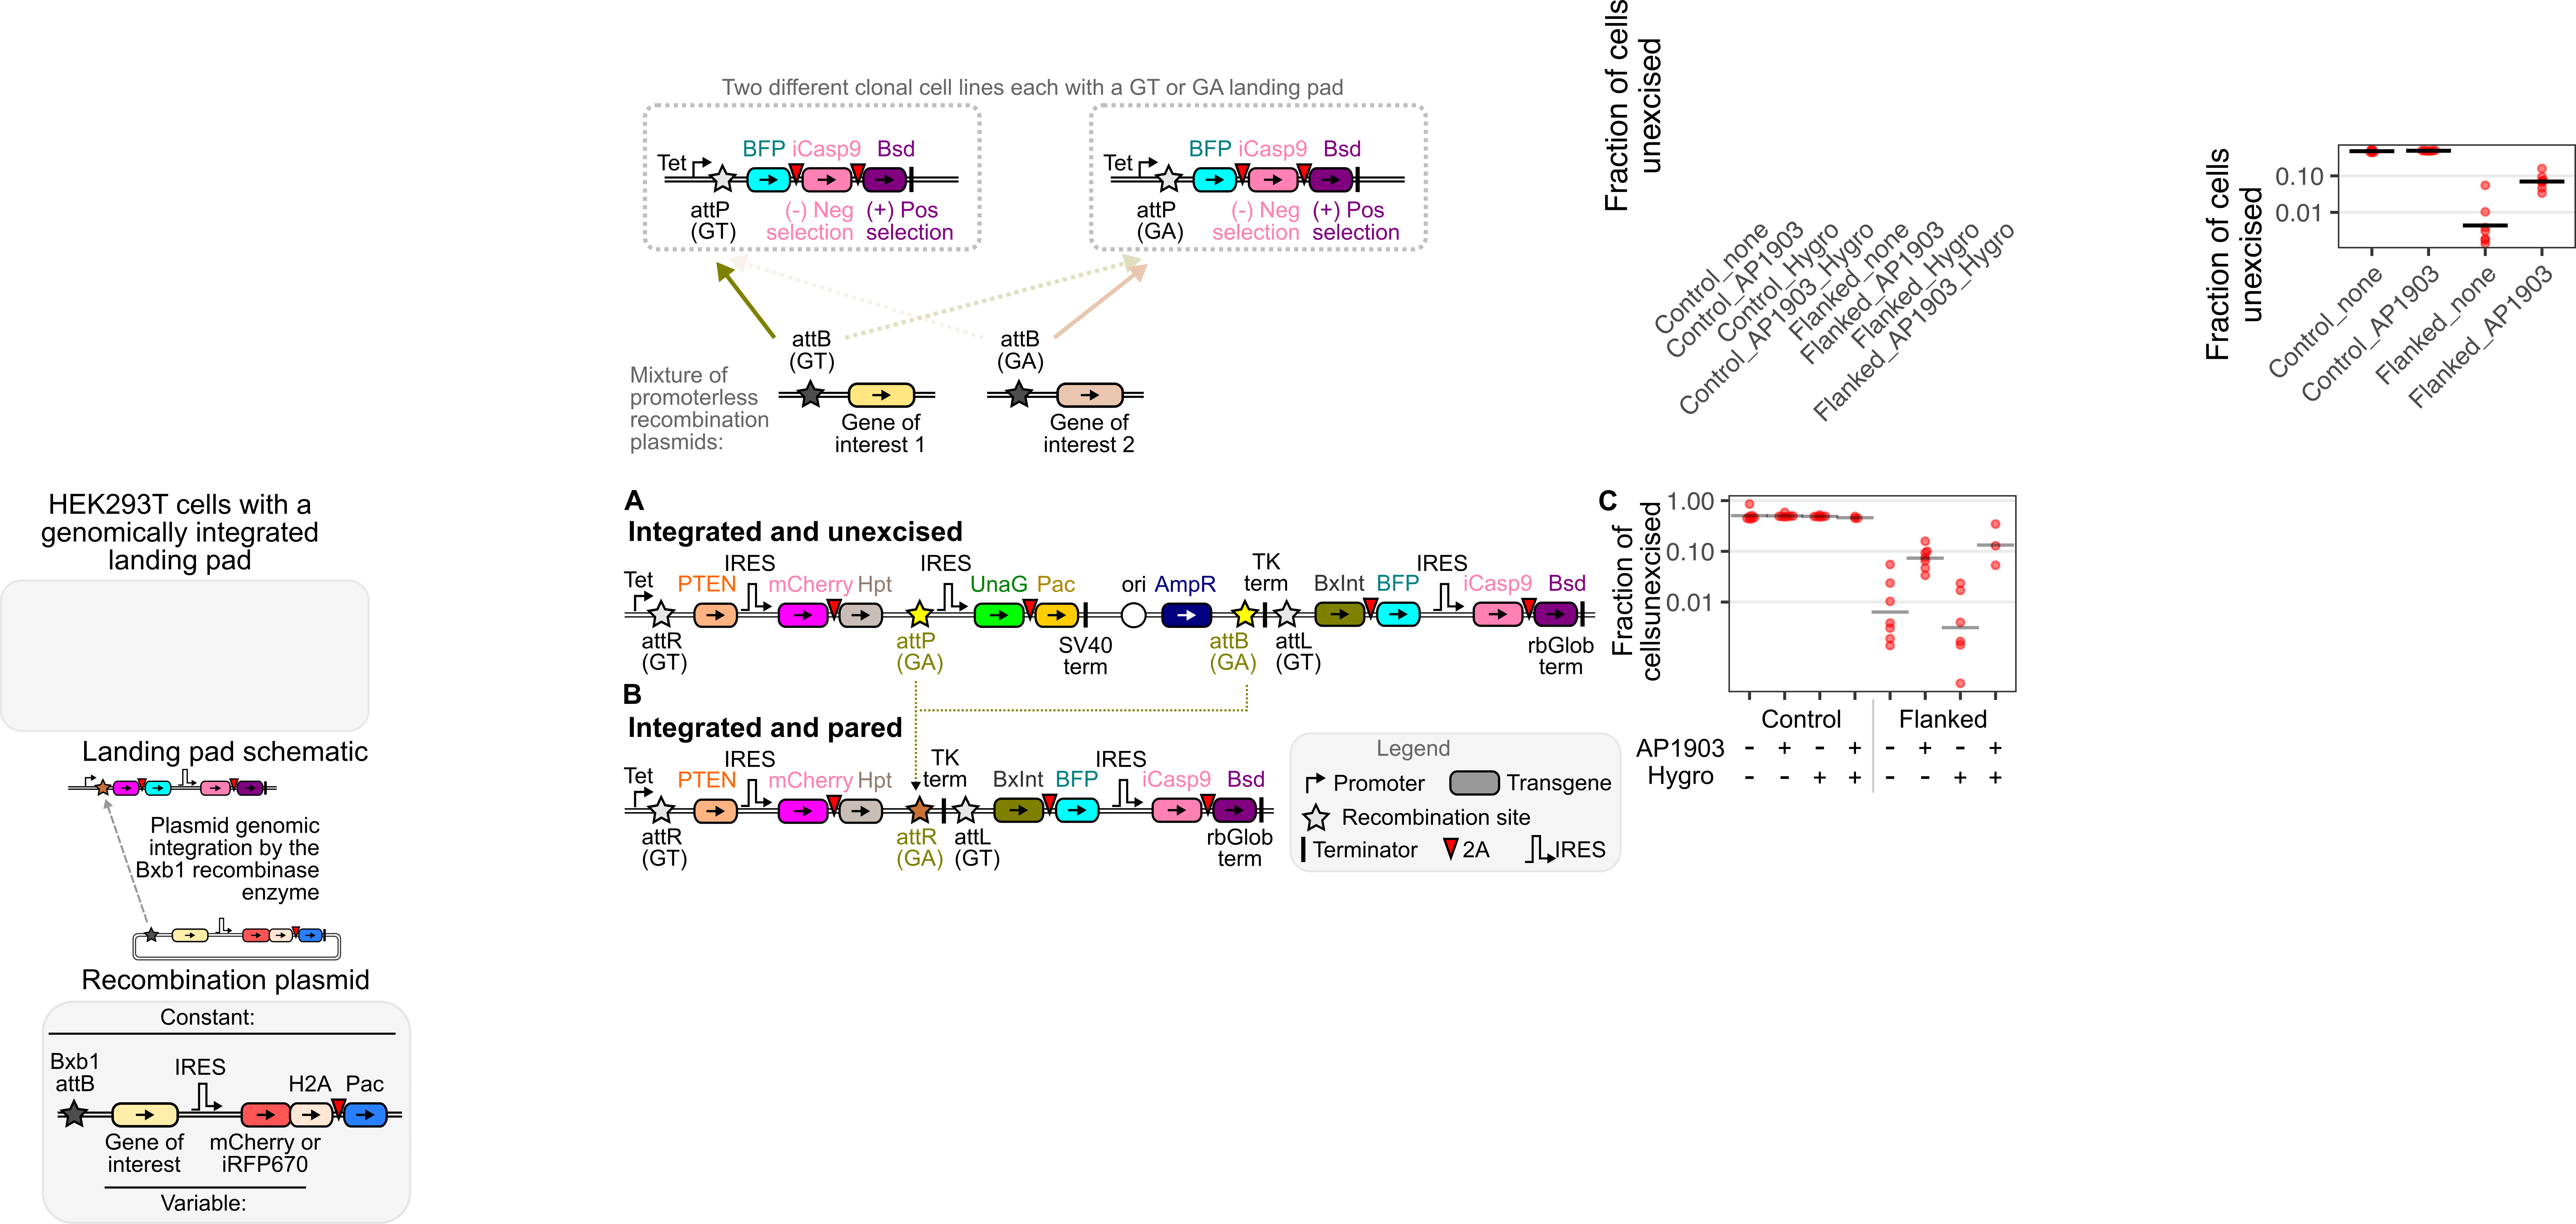 Two different clonal cell lines each with a GT or GA landing pad
BFP iCasp9 Bsd
Tet
attP
(GT)
(-) Neg
selection
(+) Pos
selection
BFP iCasp9 Bsd
Tet
attP
(GA)
(-) Neg
selection
(+) Pos
selection
attB
(GT)
attB
(GA)
Mixture of
promoterless
recombination
plasmids:
Gene of
interest 1
Gene of
interest 2
Fraction of cells
unexcised
Control_none
Control_AP1903
Control_Hygro
Control_AP1903_Hygro
Flanked_none
Flanked_AP1903
Flanked_Hygro
Flanked_AP1903_Hygro
Fraction of cells
unexcised
0.10
0.01
Control_none
Control_AP1903
Flanked_none
Flanked_AP1903
HEK293T cells with a
genomically integrated
landing pad
Landing pad schematic
Plasmid genomic
integration by the
Bxb1 recombinase
enzyme
Recombination plasmid
Constant:
Bxb1
attB
IRES
H2A Pac
Gene of
interest
mCherry or
iRFP670
Variable:
A
Integrated and unexcised
Tet PTEN IRES mCherry Hpt IRES UnaG Pac ori AmpR TK
term BxInt BFP IRES iCasp9 Bsd
attR
(GT)
attP
(GA)
SV40
term
attB
(GA)
attL
(GT)
rbGlob
term
B
Integrated and pared
Tet PTEN IRES mCherry Hpt TK
term BxInt BFP IRES iCasp9 Bsd
attR
(GT)
attR
(GA)
attL
(GT)
rbGlob
term
Legend
Promoter Transgene
Recombination site
Terminator 2A IRES
C
Fraction of
cellsunexcised
1.00
0.10
0.01
Control Flanked
AP1903 - + - + - + - +
Hygro - - + + - - + +